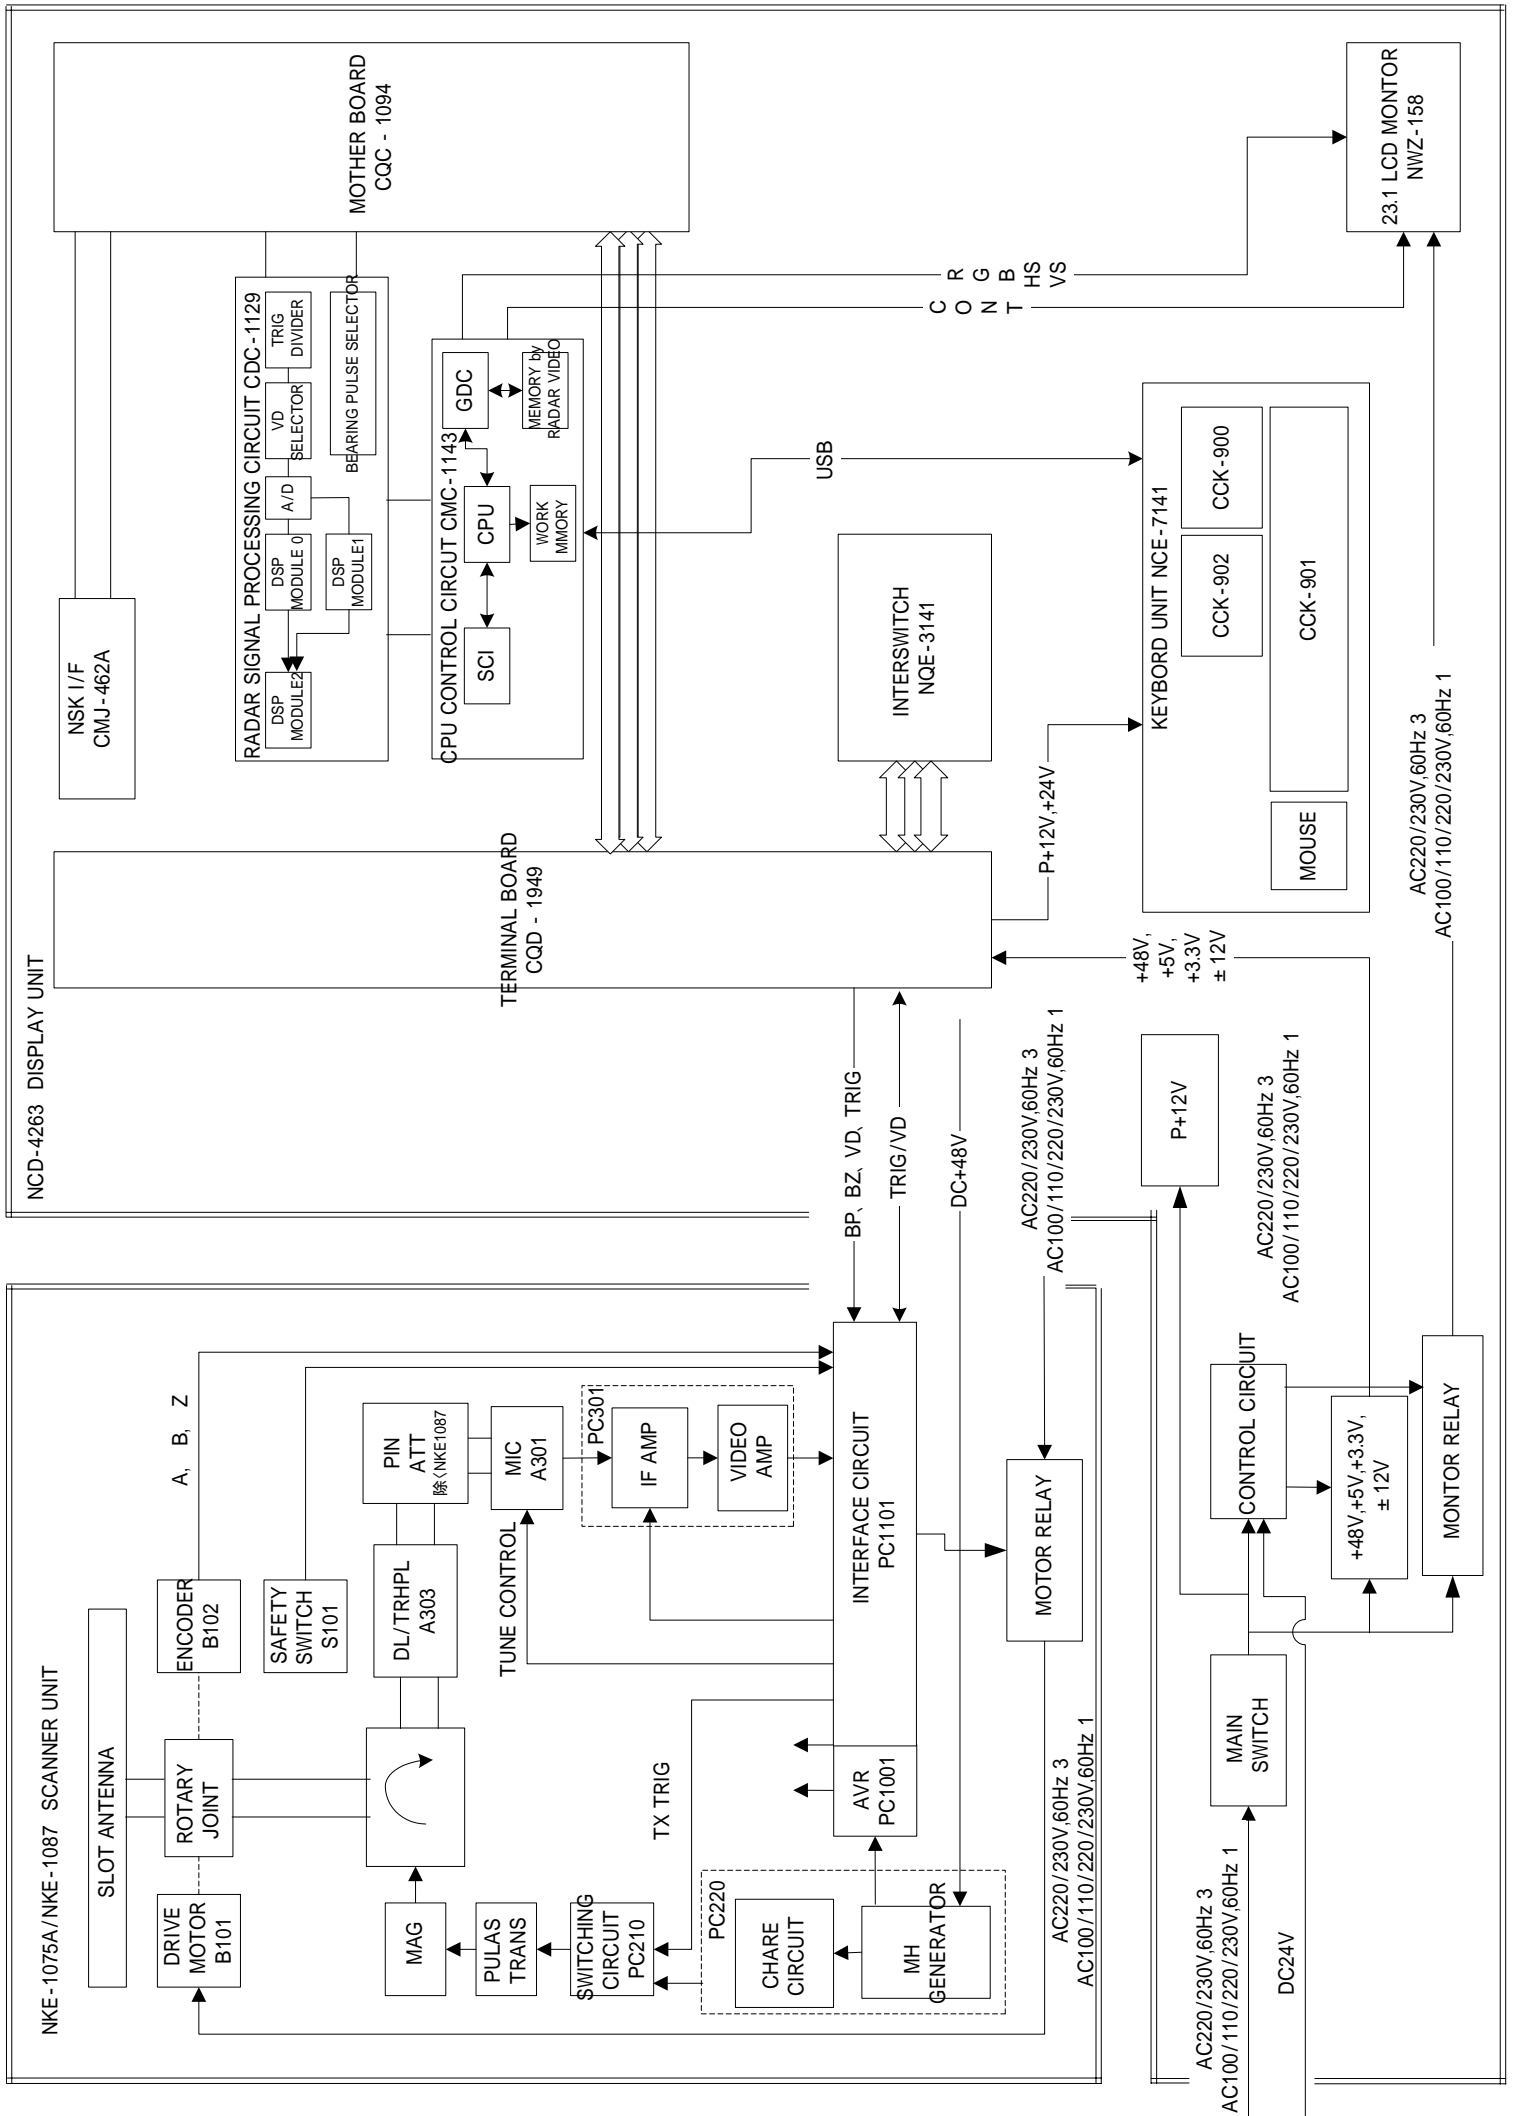 NKE-1075A/NKE-1087 SCANNER UNIT
SLOT ANTENNA
DRIVE
MOTOR
B101
ROTARY
JOINT
ENCODER
B102
A, B, Z
SAFETY
SWITCH
S101
MAG
DL/TRHPL
A303
PIN
ATT
除くNKE1087
PULAS
TRANS
TUNE CONTROL
MIC
A301
SWITCHING
CIRCUIT
PC210
PC301
IF AMP
VIDEO
AMP
TX TRIG
PC220
CHARE
CIRCUIT
MH
GENERATOR
AVR
PC1001
INTERFACE CIRCUIT
PC1101
MOTOR RELAY
AC220/230V,60Hz 3
AC100/110/220/230V,60Hz 1
NCD-4263 DISPLAY UNIT
NSK I/F
CMJ-462A
MOTHER BOARD
CQC - 1094
RADAR SIGNAL PROCESSING CIRCUIT CDC-1129
DSP
MODULE2
DSP
MODULE 0
A/D
VD
SELECTOR
TRIG
DIVIDER
DSP
MODULE1
BEARING PULSE SELECTOR
CPU CONTROL CIRCUT CMC-1143
SCI
CPU
GDC
WORK
MMORY
MEMORY by
RADAR VIDEO
TERMINAL BOARD
CQD - 1949
BP、BZ、VD、TRIG
TRIG/VD
DC+48V
AC220/230V,60Hz 3
AC100/110/220/230V,60Hz 1
INTERSWITCH
NQE-3141
USB
C O N T
R G B HS VS
P+12V,+24V
KEYBORD UNIT NCE-7141
MOUSE
CCK-902
CCK-900
CCK-901
23.1 LCD MONTOR
NWZ-158
+48V,
+5V,
+3.3V
± 12V
P+12V
AC220/230V,60Hz 3
AC100/110/220/230V,60Hz 1
AC220/230V,60Hz 3
AC100/110/220/230V,60Hz 1
AC220/230V,60Hz 3
AC100/110/220/230V,60Hz 1
DC24V
MAIN
SWITCH
CONTROL CIRCUIT
+48V,+5V,+3.3V,
± 12V
MONTOR RELAY